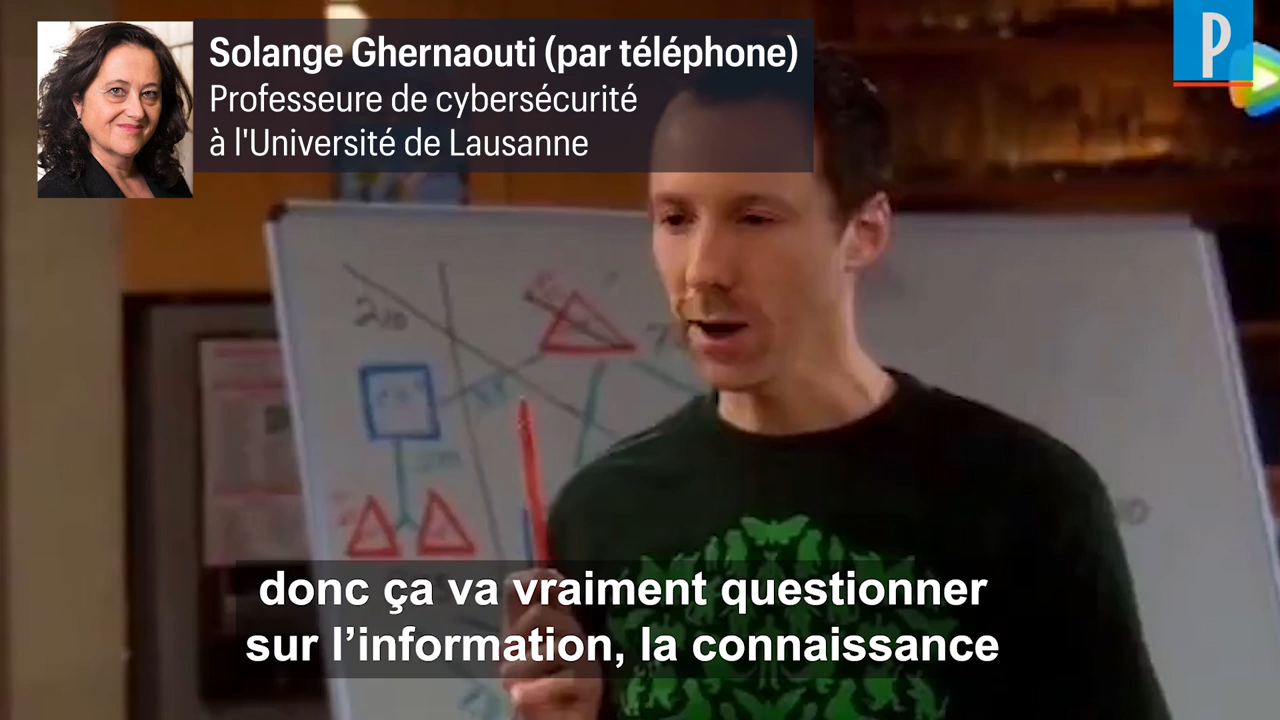 Solange Ghernaouti (par téléphone)
Professeure de cybersécurité
à l'Université de Lausanne
P
210
donc ça va vraiment questionner
sur l’information, la connaissance